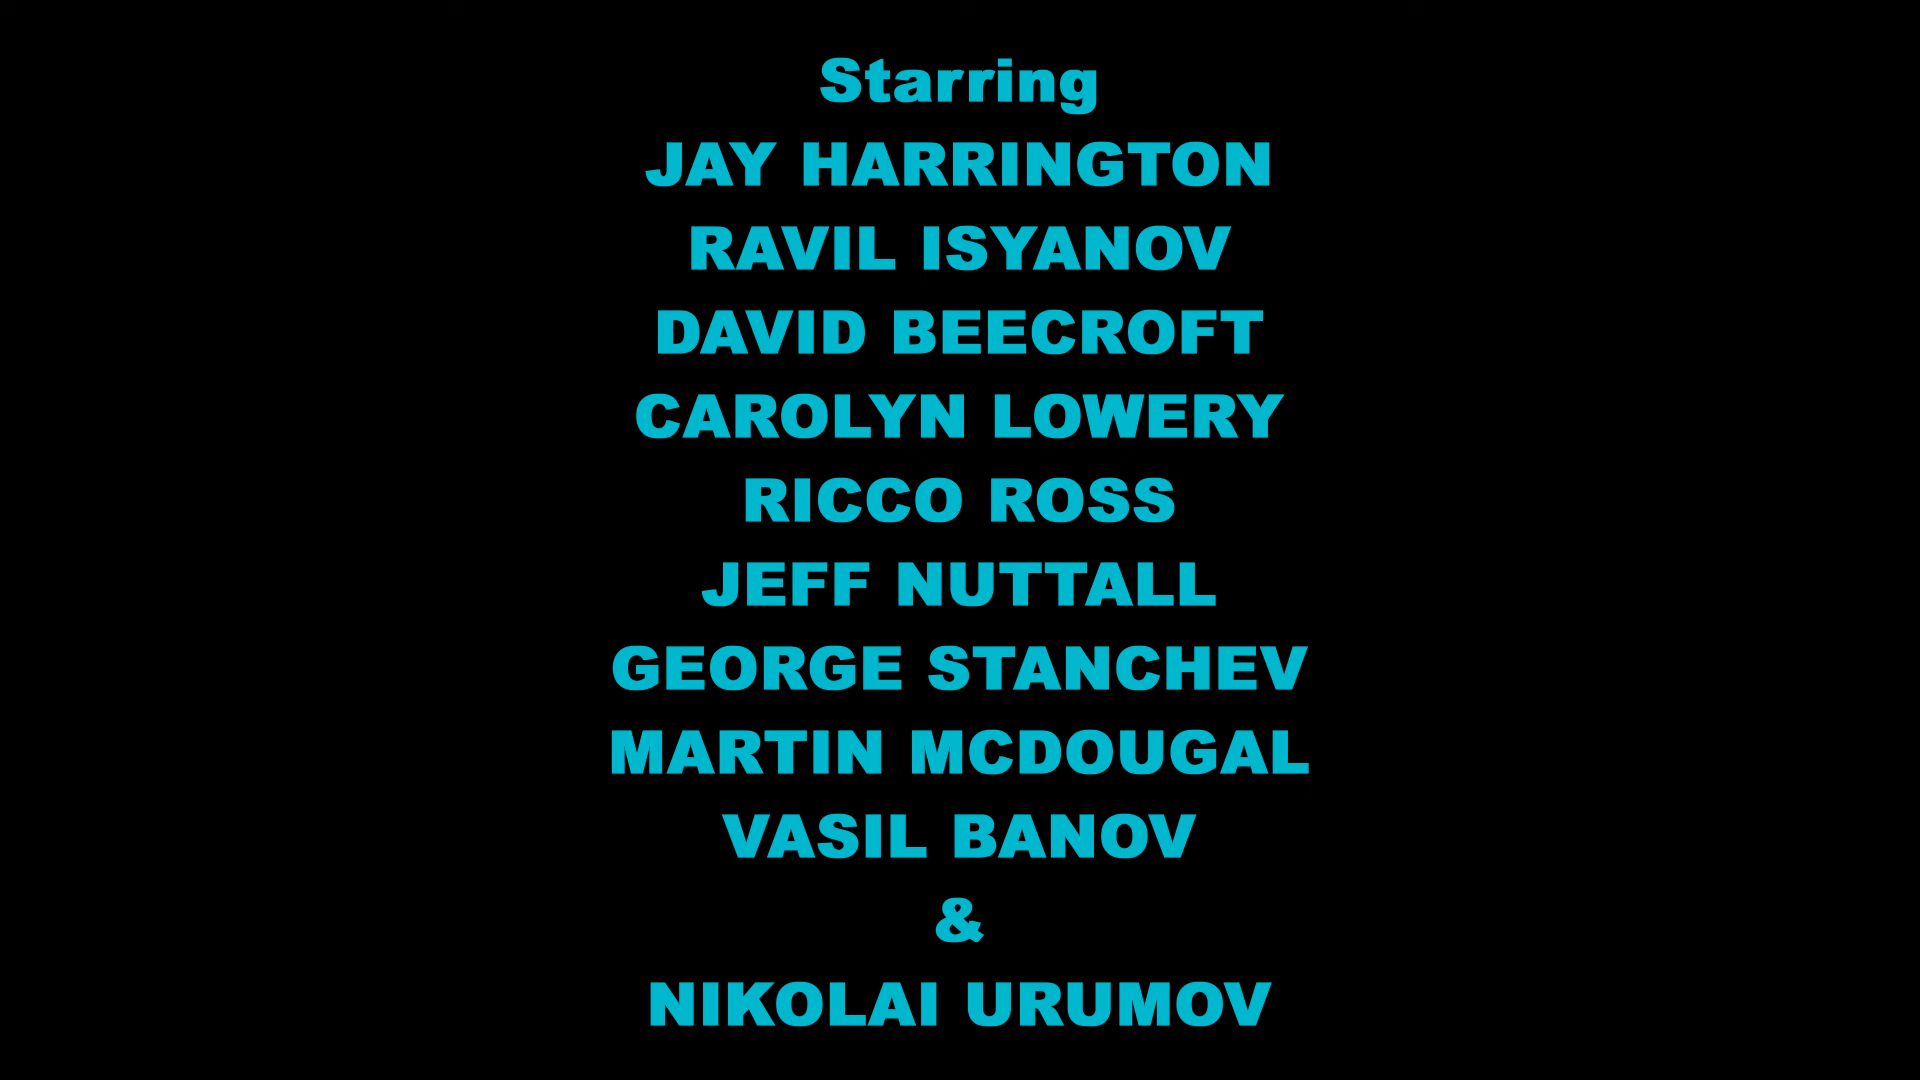 Starring
JAY HARRINGTON
RAVIL ISYANOV
DAVID BEECROFT
CAROLYN LOWERY
RICCO ROSS
JEFF NUTTALL
GEORGE STANCHEV
MARTIN MCDOUGAL
VASIL BANOV
&
NIKOLAI URUMOV